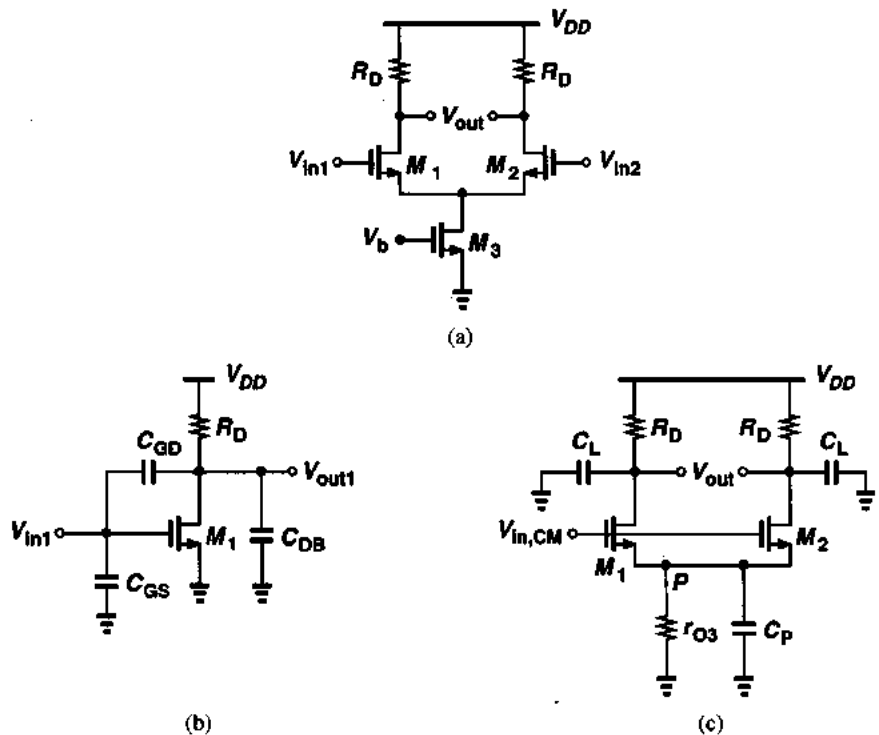 V_DD
R_D R_D
V_out
V_in1 M_1 M_2 V_in2
V_b M_3
(a)
V_DD
R_D
C_GD
V_out1
V_in1 M_1 C_DB
C_GS
(b)
V_DD
R_D R_D
C_L C_L
V_out
V_in,CM M_1 M_2
P
r_O3 C_P
(c)